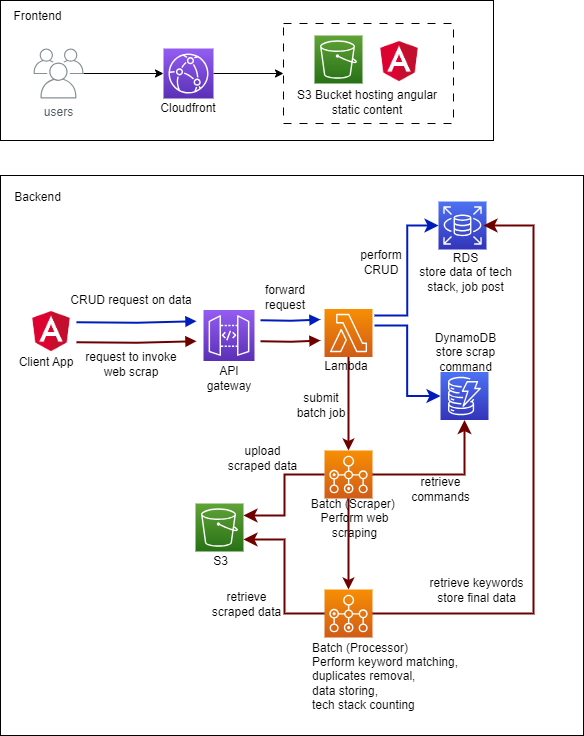 Frontend
users
Cloudfront
S3 Bucket hosting angular
static content
Backend
RDS
store data of tech
stack, job post
perform
CRUD
forward
request
CRUD request on data
Client App
request to invoke
web scrap
API
gateway
Lambda
DynamoDB
store scrap
command
submit
batch job
upload
scraped data
retrieve
commands
Batch (Scraper)
Perform web
scraping
S3
retrieve
scraped data
retrieve keywords
store final data
Batch (Processor)
Perform keyword matching,
duplicates removal,
data storing,
tech stack counting